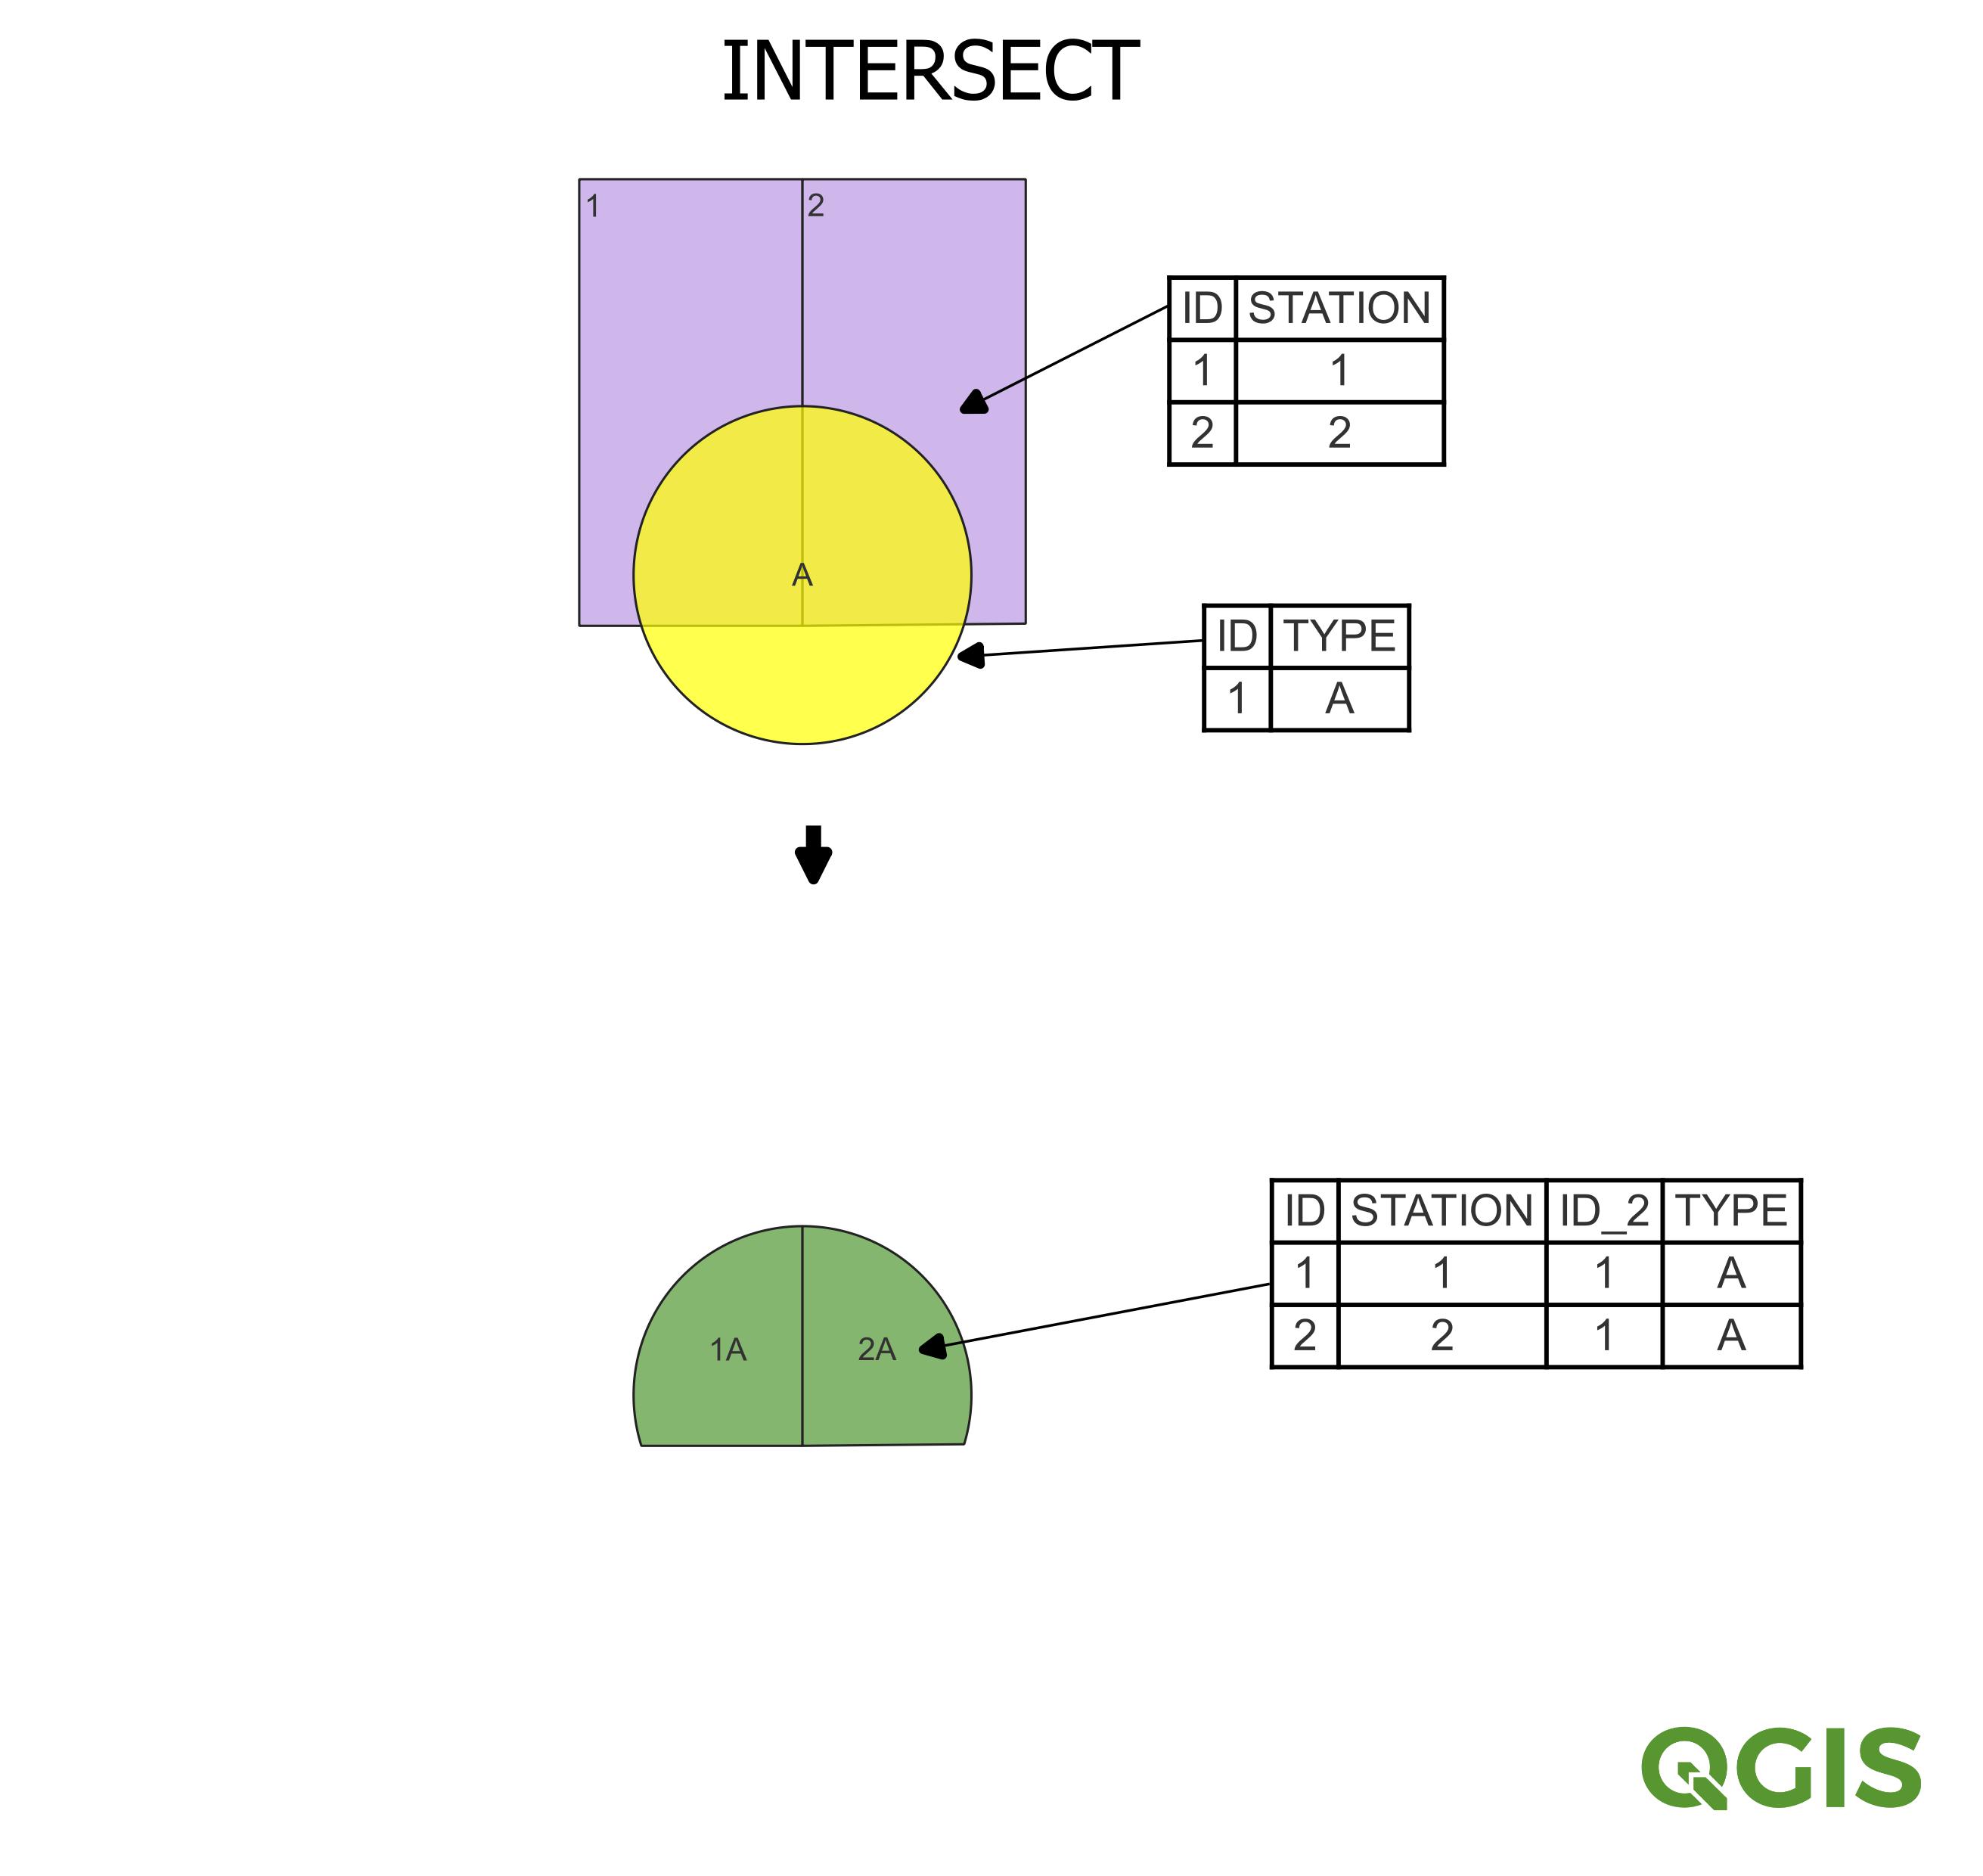 INTERSECT
1
2
ID STATION
1 1
2 2
A
ID TYPE
1 A
ID STATION ID_2 TYPE
1 1 1 A
2 2 1 A
1A
2A
QGIS